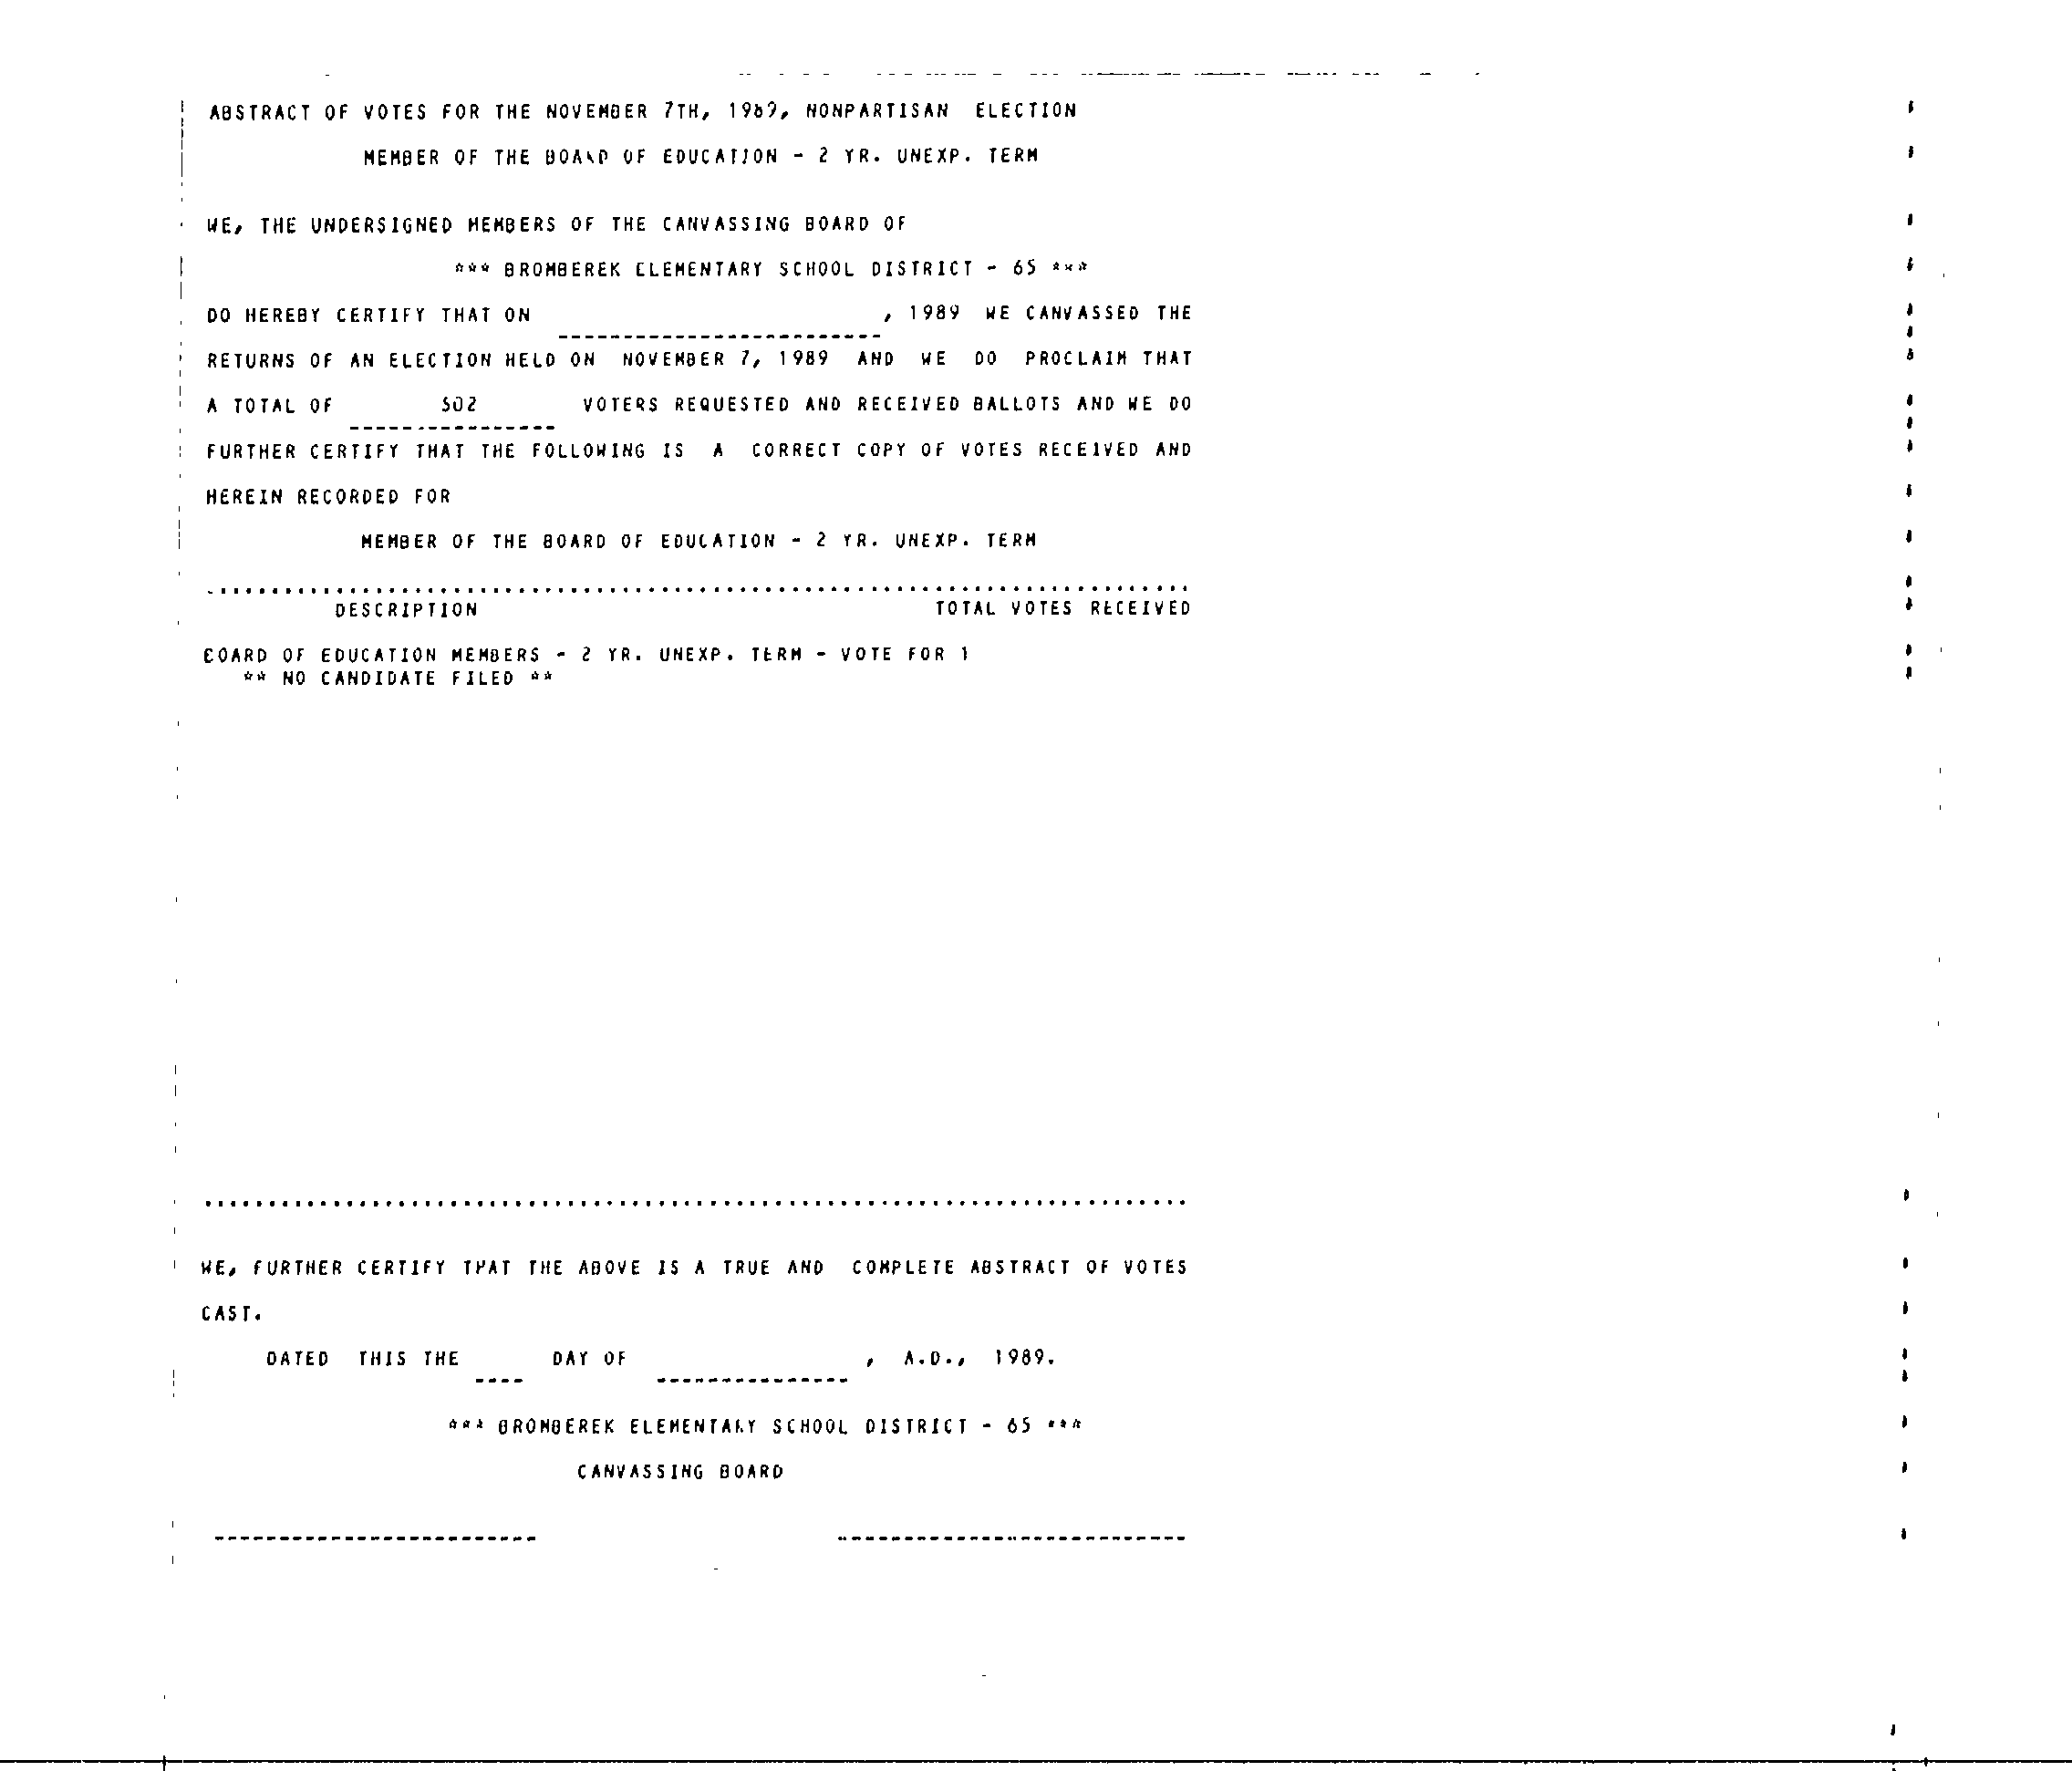 ABSTRACT OF VOTES FOR THE NOVEMBER 7TH, 1989, NONPARTISAN ELECTION
MEMBER OF THE BOARD OF EDUCATION - 2 YR. UNEXP. TERM
WE, THE UNDERSIGNED MEMBERS OF THE CANVASSING BOARD OF
*** BROMBEREK ELEMENTARY SCHOOL DISTRICT - 65 ***
DO HEREBY CERTIFY THAT ON ------------------------- , 1989 WE CANVASSED THE
RETURNS OF AN ELECTION HELD ON NOVEMBER 7, 1989 AND WE DO PROCLAIM THAT
A TOTAL OF 502 VOTERS REQUESTED AND RECEIVED BALLOTS AND WE DO
FURTHER CERTIFY THAT THE FOLLOWING IS A CORRECT COPY OF VOTES RECEIVED AND
HEREIN RECORDED FOR
MEMBER OF THE BOARD OF EDUCATION - 2 YR. UNEXP. TERM
DESCRIPTION TOTAL VOTES RECEIVED
BOARD OF EDUCATION MEMBERS - 2 YR. UNEXP. TERM - VOTE FOR 1
** NO CANDIDATE FILED **
WE, FURTHER CERTIFY THAT THE ABOVE IS A TRUE AND COMPLETE ABSTRACT OF VOTES
CAST.
DATED THIS THE ---- DAY OF --------------- , A.D., 1989.
*** BROMBEREK ELEMENTARY SCHOOL DISTRICT - 65 ***
CANVASSING BOARD